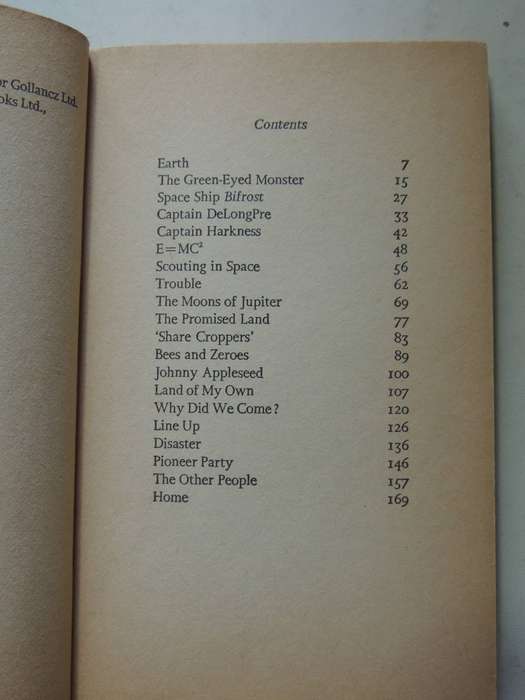 or Gollancz Ltd.
oks Ltd.,
Contents
Earth 7
The Green-Eyed Monster 15
Space Ship Bifrost 27
Captain DeLongPre 33
Captain Harkness 42
E=MC² 48
Scouting in Space 56
Trouble 62
The Moons of Jupiter 69
The Promised Land 77
‘Share Croppers’ 83
Bees and Zeroes 89
Johnny Appleseed 100
Land of My Own 107
Why Did We Come? 120
Line Up 126
Disaster 136
Pioneer Party 146
The Other People 157
Home 169